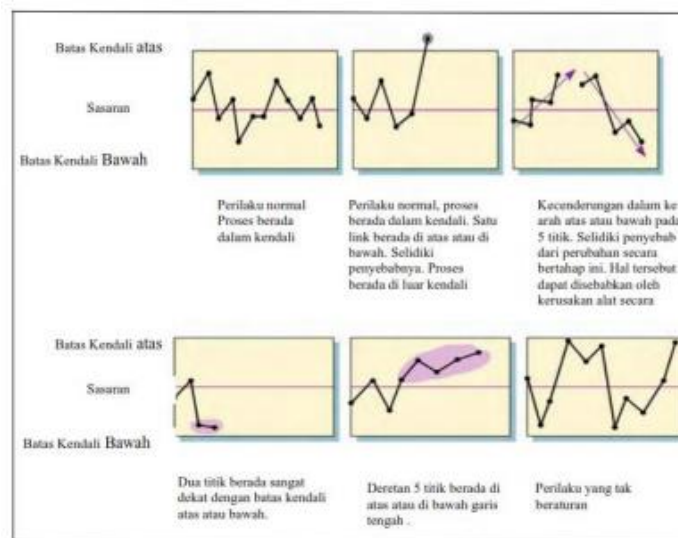 Batas Kendali atas
Sasaran
Batas Kendali Bawah
Perilaku normal
Proses berada
dalam kendali
Perilaku normal, proses
berada dalam kendali. Satu
link berada di atas atau di
bawah. Selidiki
penyebabnya. Proses
berada di luar kendali
Kecenderungan dalam ke
arah atas atau bawah pada
5 titik. Selidiki penyebab
dari perubahan secara
bertahap ini. Hal tersebut
dapat disebabkan oleh
kerusakan alat secara
Batas Kendali atas
Sasaran
Batas Kendali Bawah
Dua titik berada sangat
dekat dengan batas kendali
atas atau bawah.
Deretan 5 titik berada di
atas atau di bawah garis
tengah .
Perilaku yang tak
beraturan